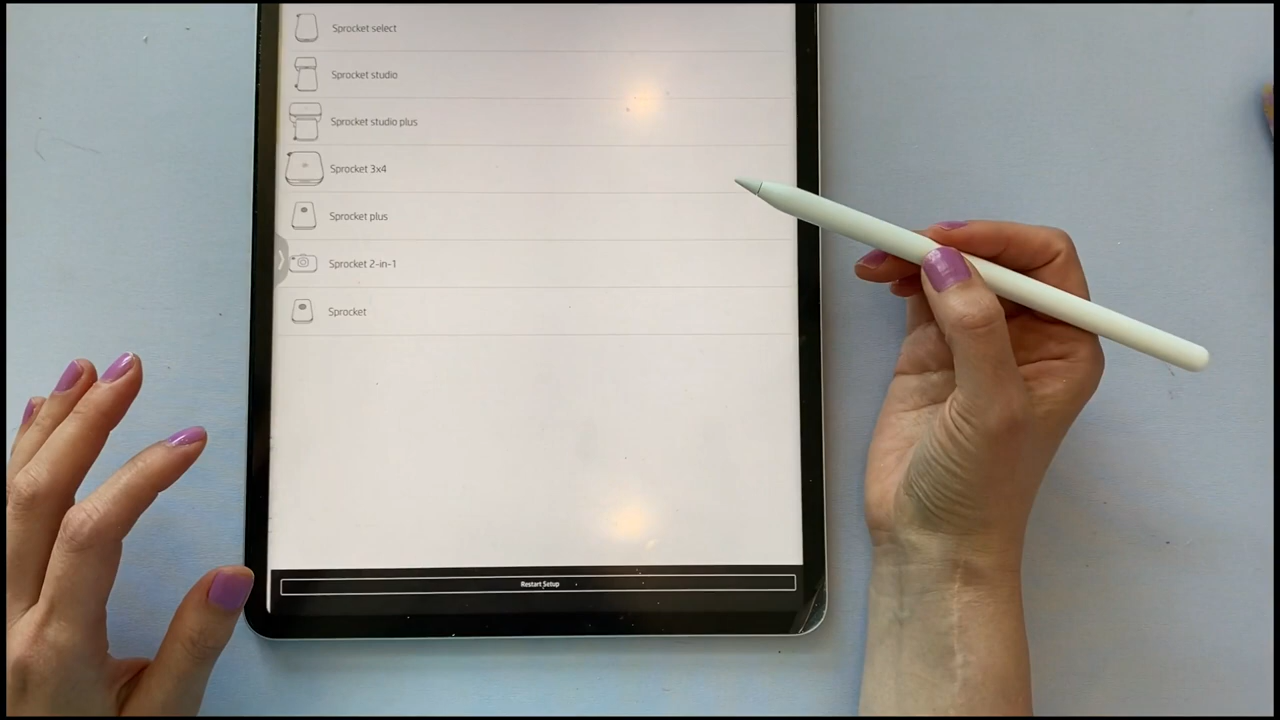 Sprocket select
Sprocket studio
Sprocket studio plus
Sprocket 3x4
Sprocket plus
Sprocket 2-in-1
Sprocket
Restart Setup